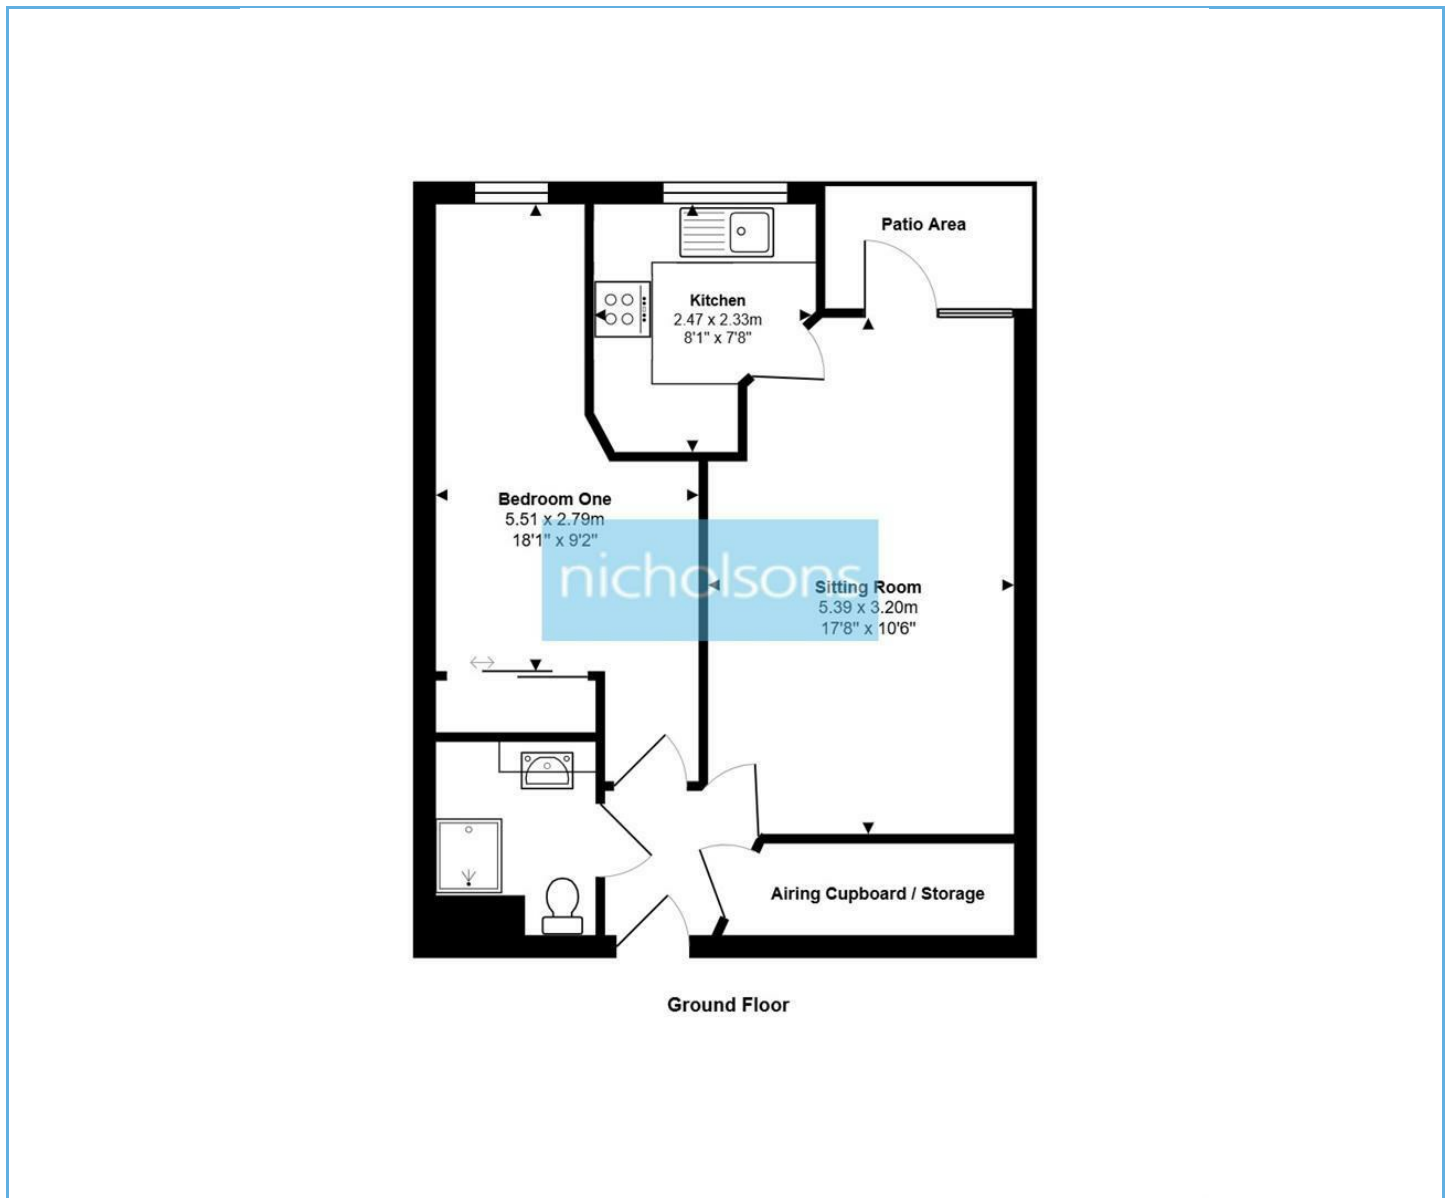 Patio Area
Kitchen
2.47 x 2.33m
8'1" x 7'8"
Bedroom One
5.51 x 2.79m
18'1" x 9'2"
nicholsons
Sitting Room
5.39 x 3.20m
17'8" x 10'6"
Airing Cupboard / Storage
Ground Floor